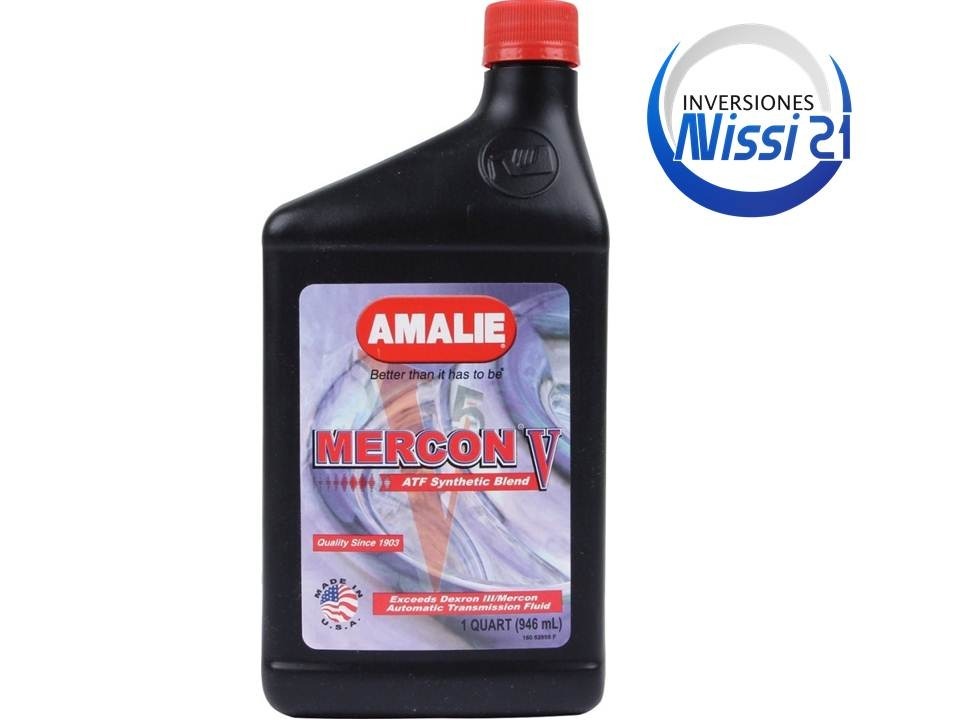 INVERSIONES
Nissi 21
AMALIE®
Better than it has to be®
5
MERCON® V
ATF Synthetic Blend
Quality Since 1903
MADE IN
U.S.A.
Exceeds Dexron III/Mercon
Automatic Transmission Fluid
1 QUART (946 mL)